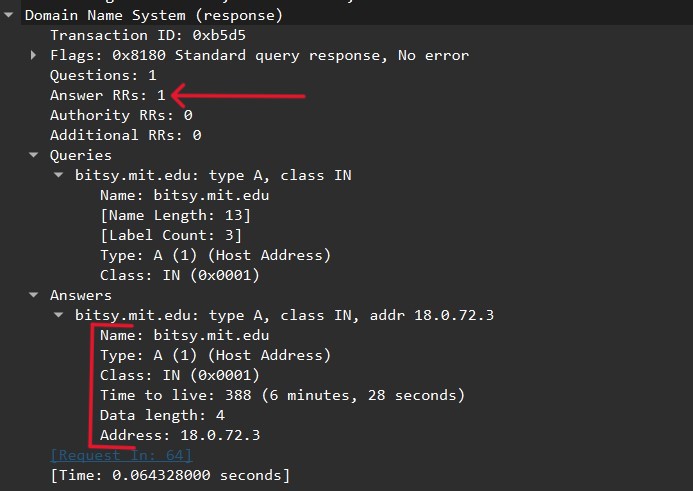 Domain Name System (response)
Transaction ID: 0xb5d5
Flags: 0x8180 Standard query response, No error
Questions: 1
Answer RRs: 1
Authority RRs: 0
Additional RRs: 0
Queries
bitsy.mit.edu: type A, class IN
Name: bitsy.mit.edu
[Name Length: 13]
[Label Count: 3]
Type: A (1) (Host Address)
Class: IN (0x0001)
Answers
bitsy.mit.edu: type A, class IN, addr 18.0.72.3
Name: bitsy.mit.edu
Type: A (1) (Host Address)
Class: IN (0x0001)
Time to live: 388 (6 minutes, 28 seconds)
Data length: 4
Address: 18.0.72.3
[Request In: 64]
[Time: 0.064328000 seconds]